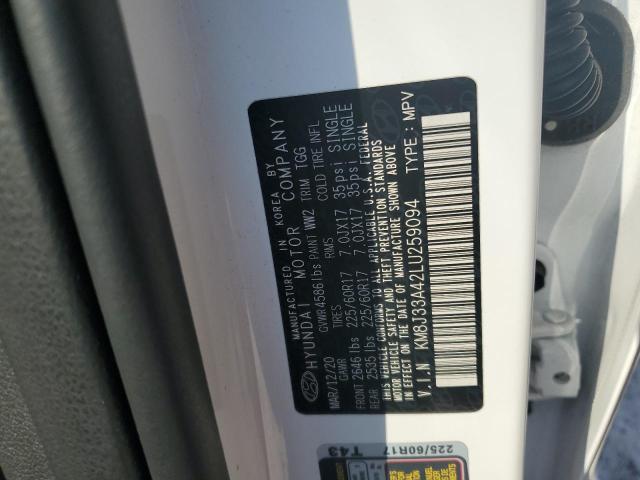 MANUFACTURED IN KOREA BY
HYUNDAI MOTOR COMPANY
MAR/12/20 GVWR 4586 lbs PAINT WW2 TRIM TGG
GAWR TIRES RIMS COLD TIRE INFL
FRONT 2646 lbs 225/60R17 7.0JX17 35psi SINGLE
REAR 2535 lbs 225/60R17 7.0JX17 35psi SINGLE
THIS VEHICLE CONFORMS TO ALL APPLICABLE U.S.A. FEDERAL
MOTOR VEHICLE SAFETY AND THEFT PREVENTION STANDARDS
IN EFFECT ON THE DATE OF MANUFACTURE SHOWN ABOVE
V.I.N KM8J33A42LU259094 TYPE : MPV
225/60R17 T43